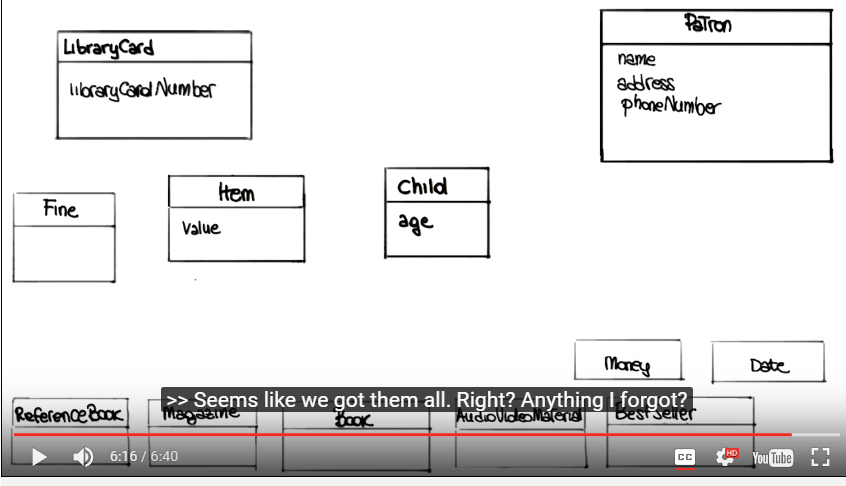 LibraryCard
libraryCardNumber
Patron
name
address
phoneNumber
Fine
Item
Value
Child
age
Money
Date
ReferenceBook
Magazine
Book
AudioVideoMaterial
Best Seller
>> Seems like we got them all. Right? Anything I forgot?
6:16 / 6:40
CC
HD
YouTube